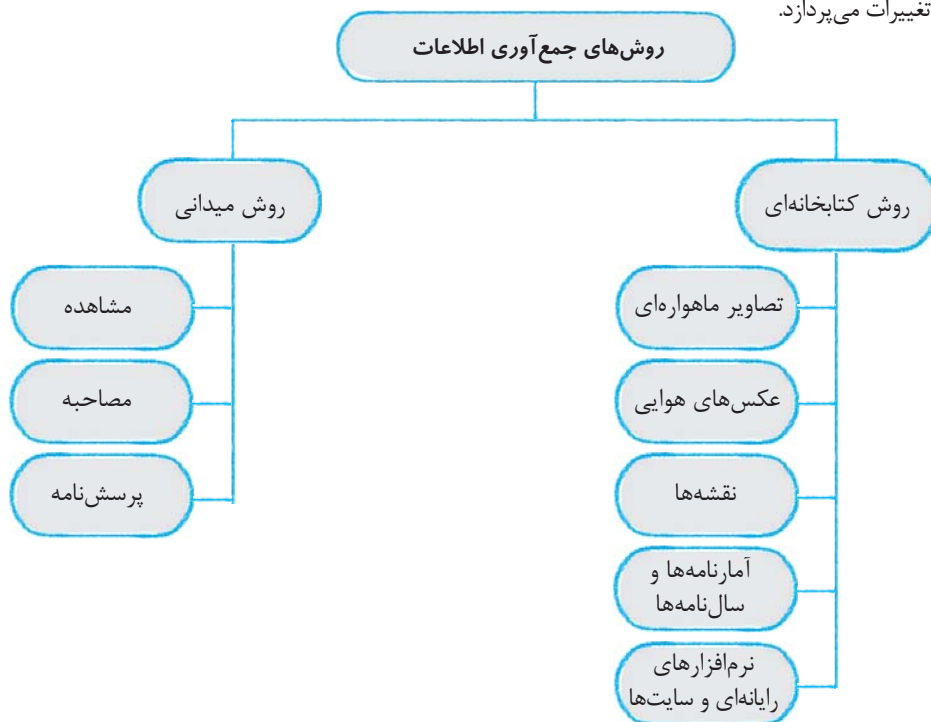 تغییرات می‌پردازد.
روش‌های جمع‌آوری اطلاعات
روش کتابخانه‌ای
تصاویر ماهواره‌ای
عکس‌های هوایی
نقشه‌ها
آمارنامه‌ها و
سال‌نامه‌ها
نرم‌افزارهای
رایانه‌ای و سایت‌ها
روش میدانی
مشاهده
مصاحبه
پرسش‌نامه